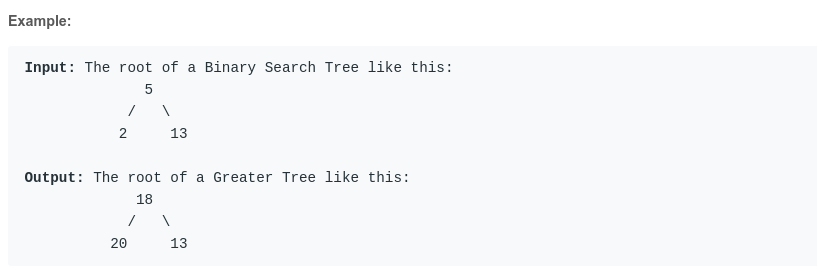 Example:
Input: The root of a Binary Search Tree like this:
              5
            /   \
           2     13

Output: The root of a Greater Tree like this:
             18
            /   \
          20     13